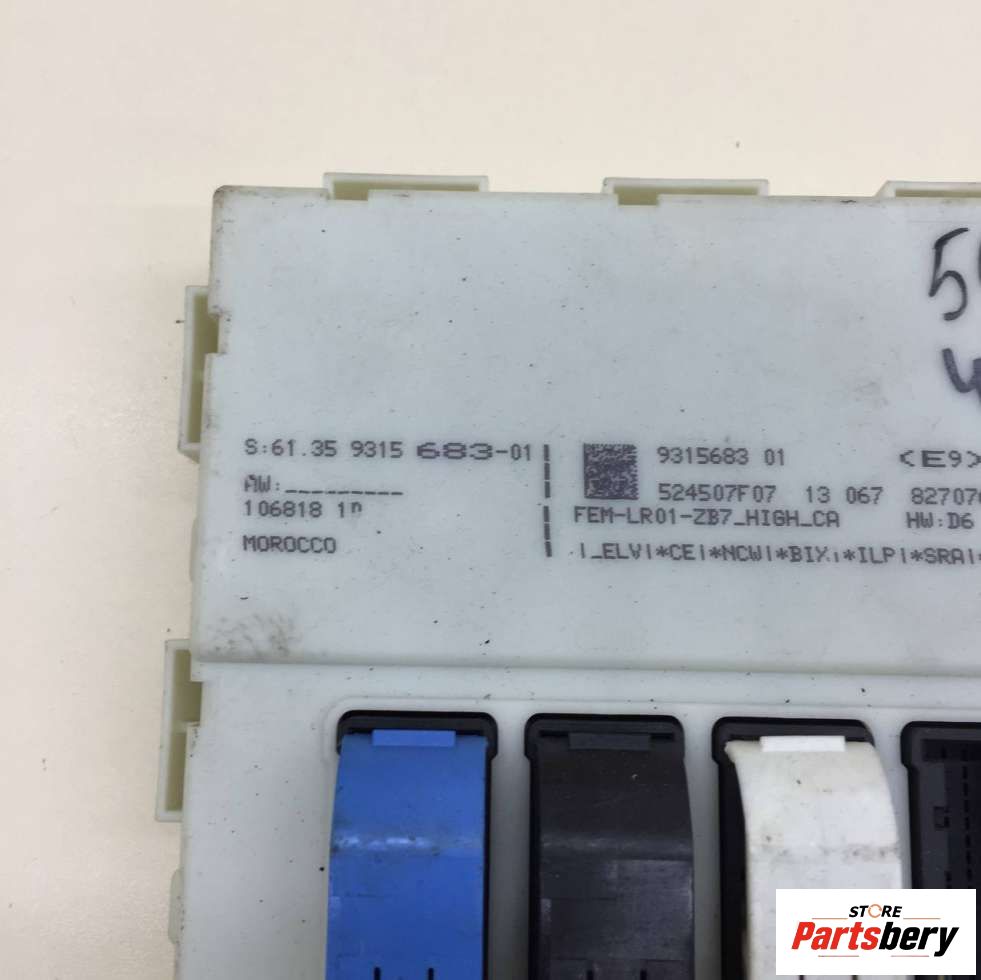 S:61.35 9315 683-01
AW:_________
106818
MOROCCO
9315683 01
<E9>
524507F07 13 067
FEM-LR01-ZB7_HIGH_CA
HW:D6
|_ELV|*CE|*NCW|*BIX|*ILP|*SRA|
STORE
Partsbery